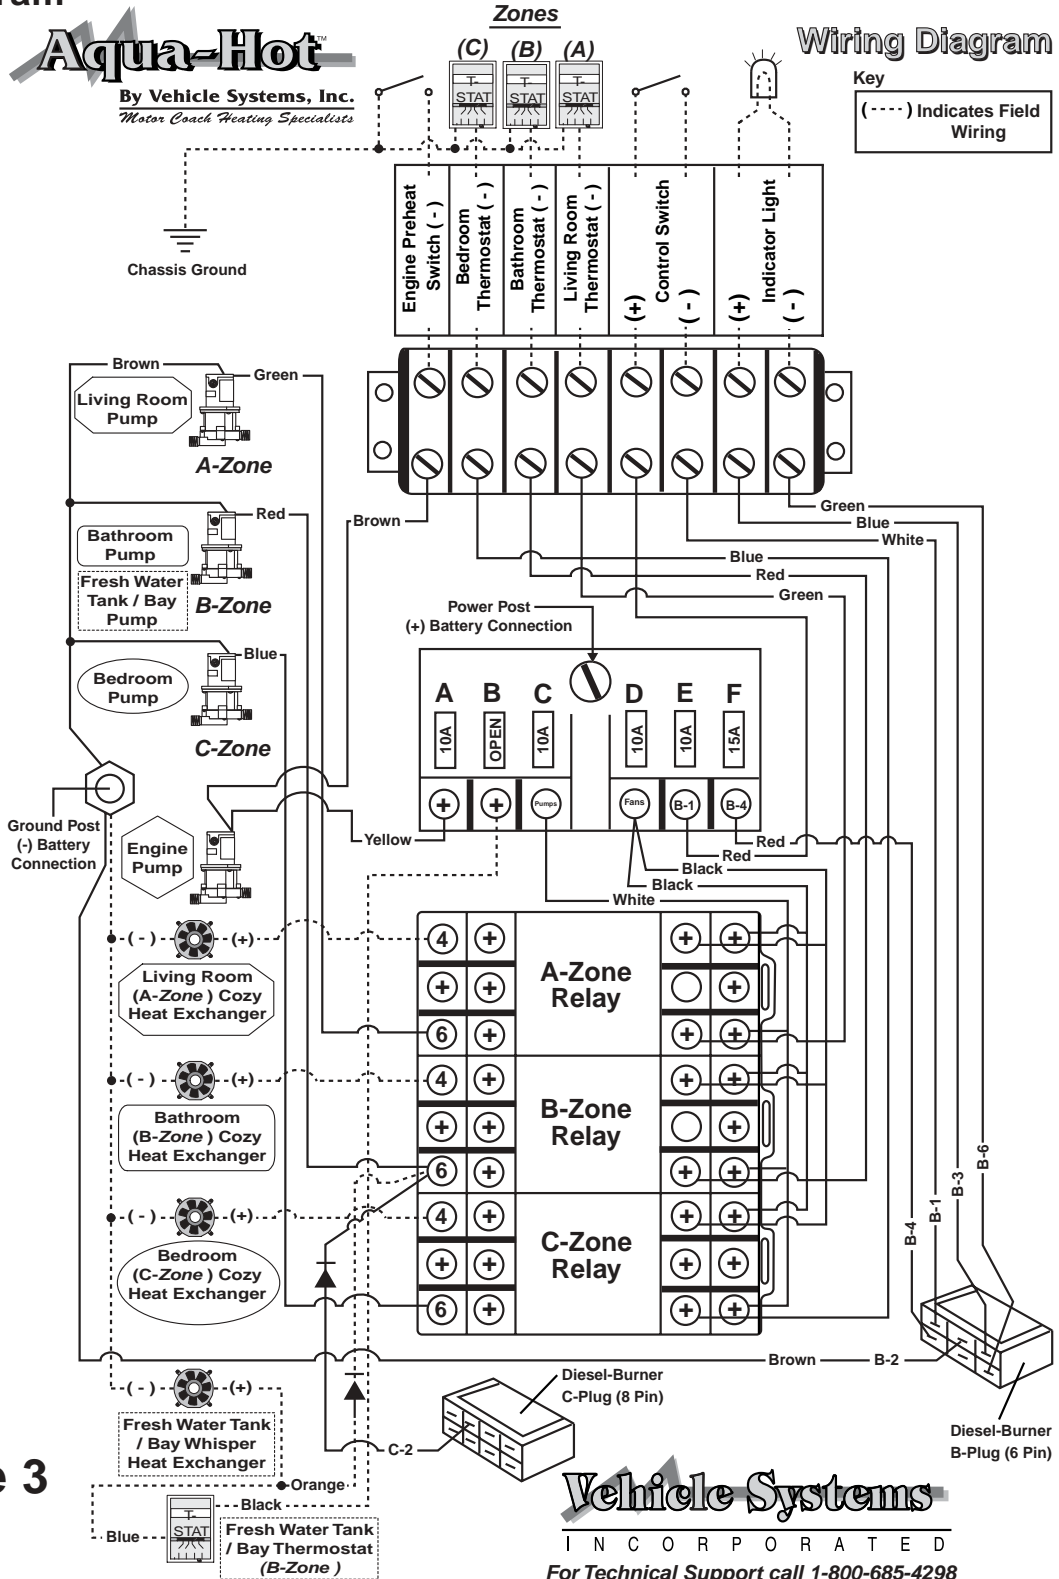 Zones
(C) (B) (A)
Aqua-Hot™
By Vehicle Systems, Inc.
Motor Coach Heating Specialists
T-
STAT
T-
STAT
T-
STAT
Wiring Diagram
Key
(----) Indicates Field
Wiring
Chassis Ground
Engine Preheat
Switch (-)
Bedroom
Thermostat (-)
Bathroom
Thermostat (-)
Living Room
Thermostat (-)
Control Switch
(+) (-)
Indicator Light
(+) (-)
Brown
Green
Living Room
Pump
A-Zone
Red
Bathroom
Pump
Fresh Water
Tank / Bay
Pump
B-Zone
Blue
Bedroom
Pump
C-Zone
Brown
Green
Blue
White
Blue
Red
Green
Power Post
(+) Battery Connection
A B C D E F
10A OPEN 10A 10A 10A 15A
+ + Pumps Fans B-1 B-4
Ground Post
(-) Battery
Connection
Engine
Pump
Yellow
Red
Red
Black
Black
White
(-) (+)
Living Room
(A-Zone ) Cozy
Heat Exchanger
4 + + +
A-Zone
Relay
+ + +
6 + + +
(-) (+)
Bathroom
(B-Zone ) Cozy
Heat Exchanger
4 + + +
B-Zone
Relay
+ + +
6 + + +
(-) (+)
Bedroom
(C-Zone ) Cozy
Heat Exchanger
4 + + +
C-Zone
Relay
+ + + +
6 + + +
B-4
B-1
B-3
B-6
Brown
B-2
Diesel-Burner
C-Plug (8 Pin)
C-2
Diesel-Burner
B-Plug (6 Pin)
(-) (+)
Fresh Water Tank
/ Bay Whisper
Heat Exchanger
Orange
Black
Blue
T-
STAT
Fresh Water Tank
/ Bay Thermostat
(B-Zone )
e 3
Vehicle Systems
INCORPORATED
For Technical Support call 1-800-685-4298